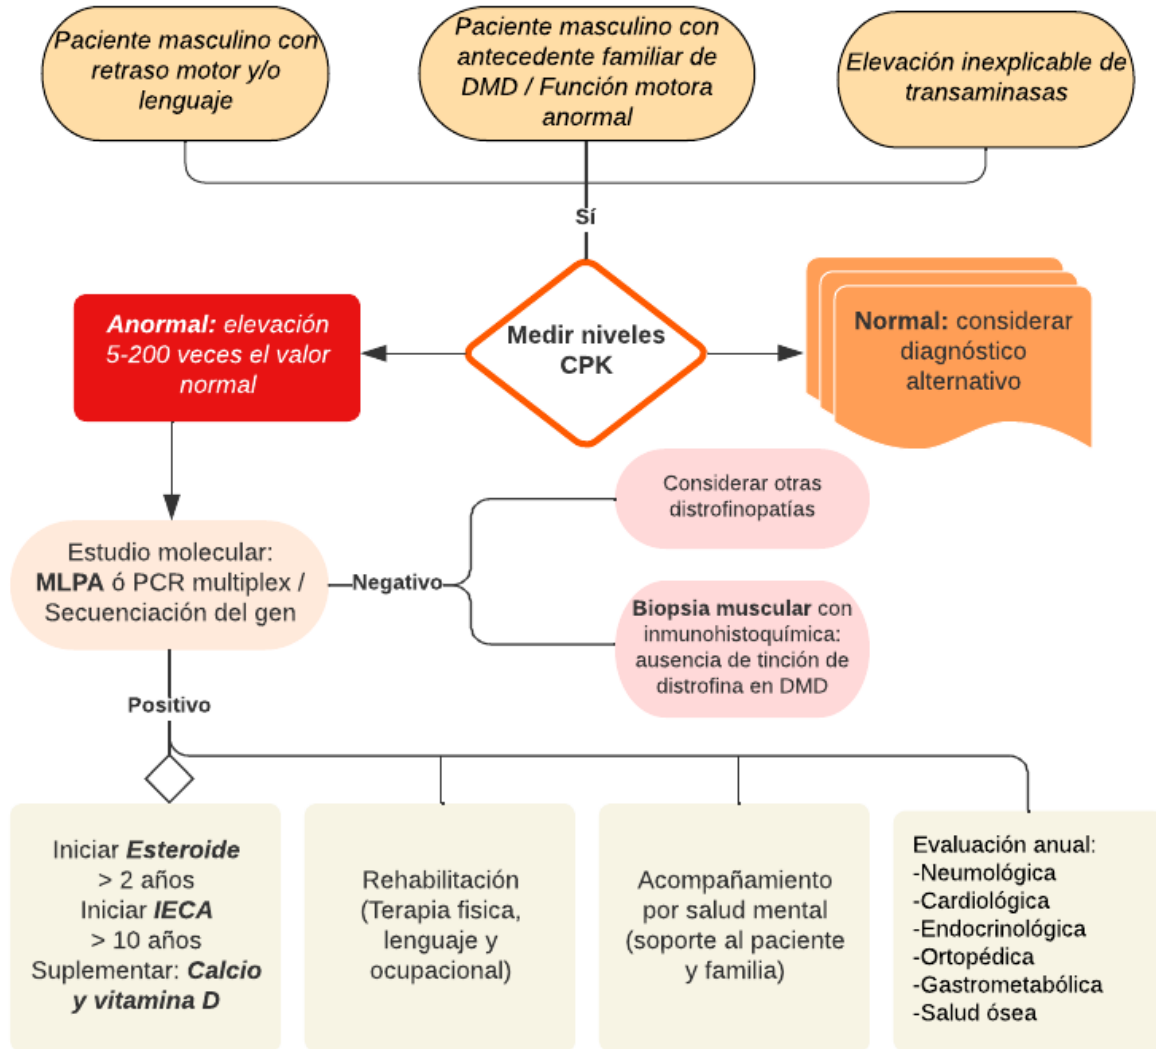 Paciente masculino con
retraso motor y/o
lenguaje
Paciente masculino con
antecedente familiar de
DMD / Función motora
anormal
Elevación inexplicable de
transaminasas
Sí
Medir niveles
CPK
Anormal: elevación
5-200 veces el valor
normal
Normal: considerar
diagnóstico
alternativo
Estudio molecular:
MLPA ó PCR multiplex /
Secuenciación del gen
Negativo
Considerar otras
distrofinopatías
Biopsia muscular con
inmunohistoquímica:
ausencia de tinción de
distrofina en DMD
Positivo
Iniciar Esteroide
> 2 años
Iniciar IECA
> 10 años
Suplementar: Calcio
y vitamina D
Rehabilitación
(Terapia fisica,
lenguaje y
ocupacional)
Acompañamiento
por salud mental
(soporte al paciente
y familia)
Evaluación anual:
-Neumológica
-Cardiológica
-Endocrinológica
-Ortopédica
-Gastrometabólica
-Salud ósea